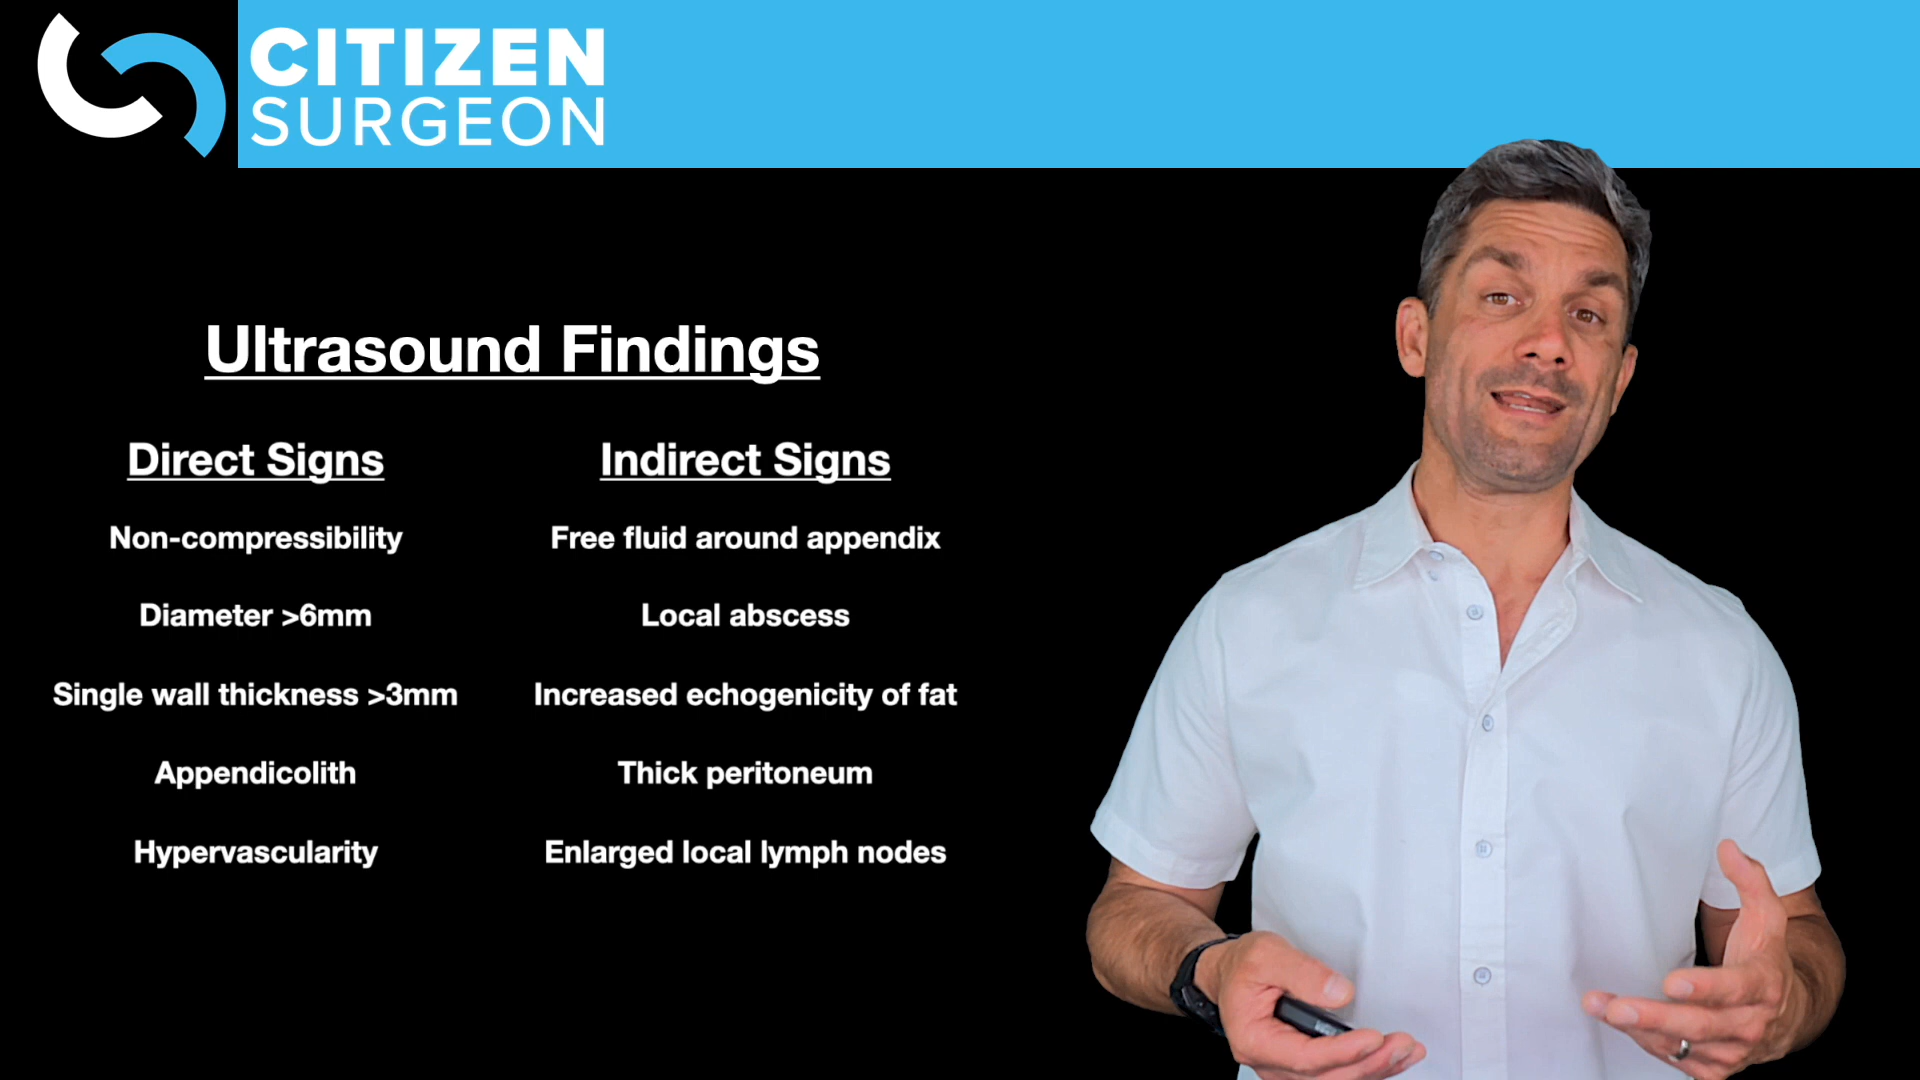 CITIZEN
SURGEON
Ultrasound Findings
Direct Signs
Non-compressibility
Diameter >6mm
Single wall thickness >3mm
Appendicolith
Hypervascularity
Indirect Signs
Free fluid around appendix
Local abscess
Increased echogenicity of fat
Thick peritoneum
Enlarged local lymph nodes